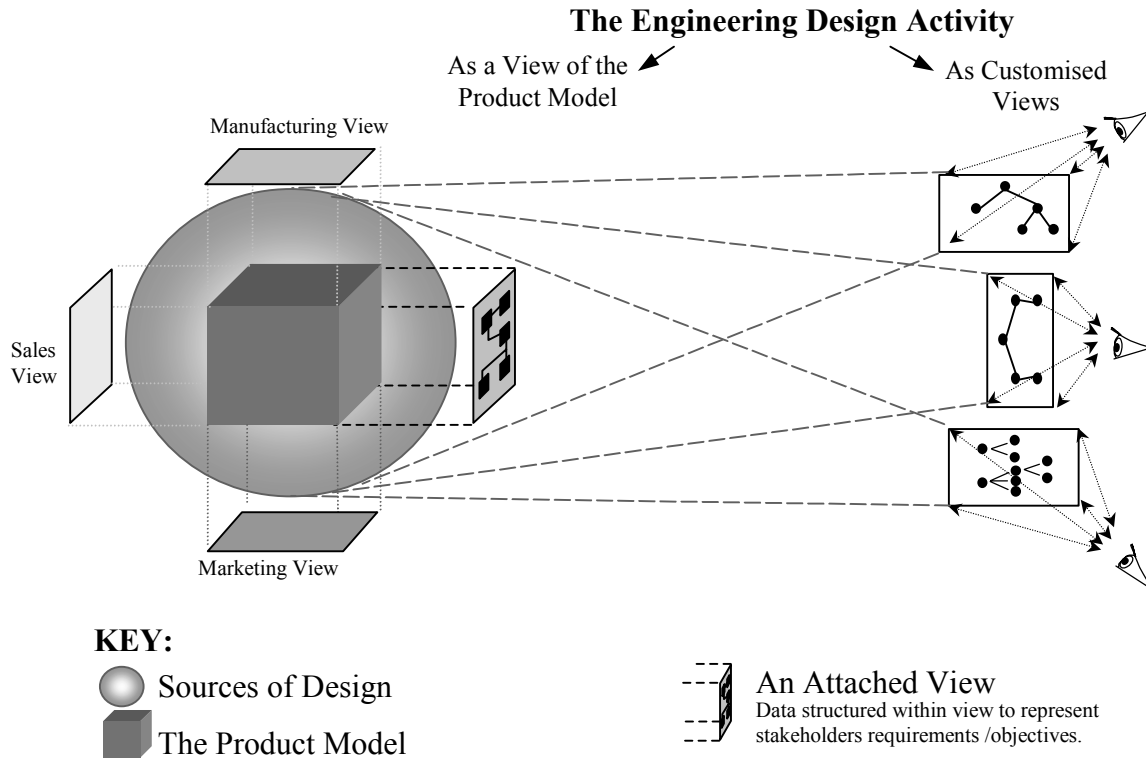 The Engineering Design Activity
As a View of the
Product Model
As Customised
Views
Manufacturing View
Sales
View
Marketing View
KEY:
Sources of Design
The Product Model
An Attached View
Data structured within view to represent
stakeholders requirements /objectives.